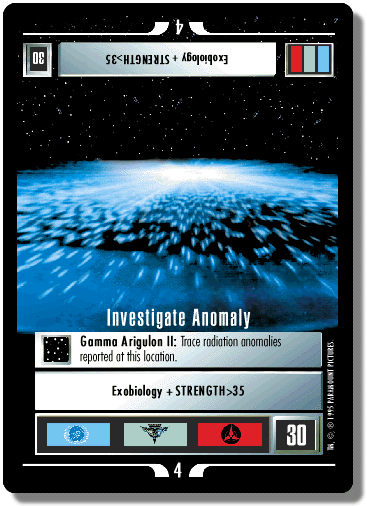 4
30
Exobiology + STRENGTH>35
Investigate Anomaly
Gamma Arigulon II: Trace radiation anomalies
reported at this location.
Exobiology + STRENGTH>35
30
4
TM, ©, ® 1995 PARAMOUNT PICTURES.